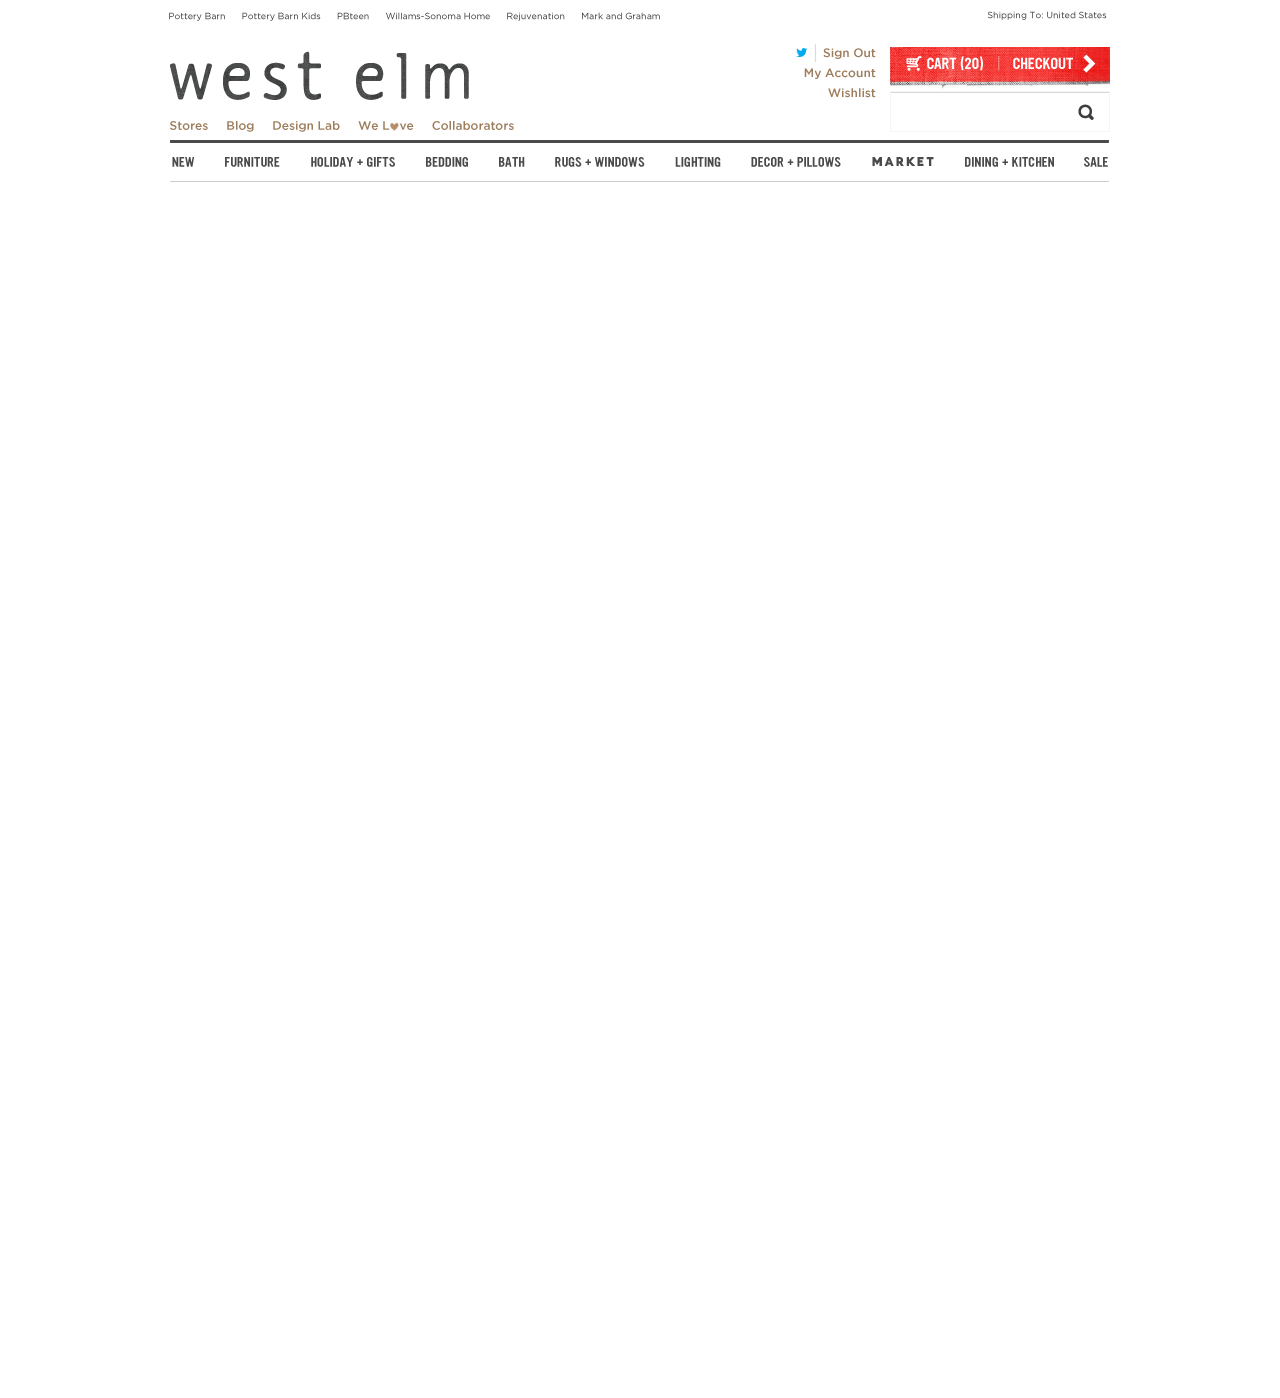 Pottery Barn Pottery Barn Kids PBteen Willams-Sonoma Home Rejuvenation Mark and Graham Shipping To: United States
west elm
Sign Out
My Account
Wishlist
CART (20) CHECKOUT
Stores Blog Design Lab We L♥ve Collaborators
NEW FURNITURE HOLIDAY + GIFTS BEDDING BATH RUGS + WINDOWS LIGHTING DECOR + PILLOWS MARKET DINING + KITCHEN SALE